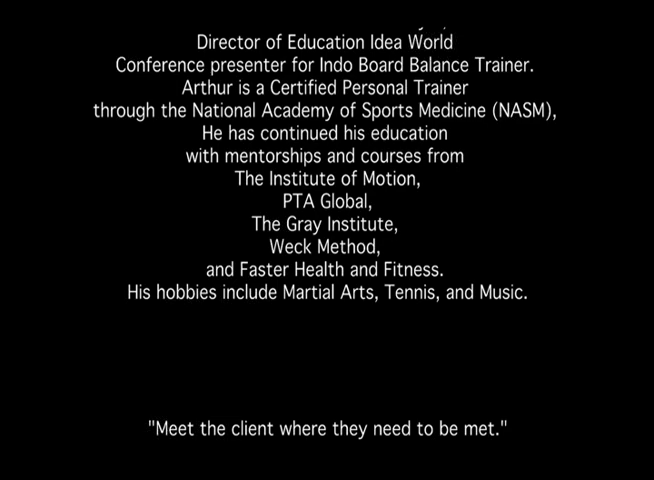 Director of Education Idea World
Conference presenter for Indo Board Balance Trainer.
Arthur is a Certified Personal Trainer
through the National Academy of Sports Medicine (NASM),
He has continued his education
with mentorships and courses from
The Institute of Motion,
PTA Global,
The Gray Institute,
Weck Method,
and Faster Health and Fitness.
His hobbies include Martial Arts, Tennis, and Music.
"Meet the client where they need to be met."